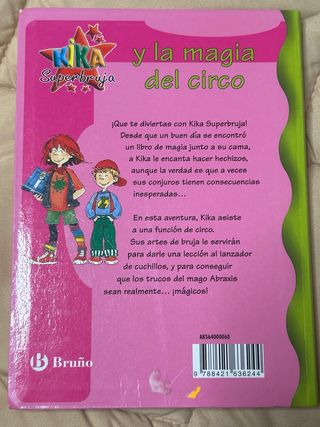 KIKA
Superbruja
y la magia
del circo
¡Que te diviertas con Kika Superbruja!
Desde que un buen día se encontró
un libro de magia junto a su cama,
a Kika le encanta hacer hechizos,
aunque la verdad es que a veces
sus conjuros tienen consecuencias
inesperadas…
En esta aventura, Kika asiste
a una función de circo.
Sus artes de bruja le servirán
para darle una lección al lanzador
de cuchillos, y para conseguir
que los trucos del mago Abraxis
sean realmente… ¡mágicos!
Bruño
AR564000060
9 788421 636244